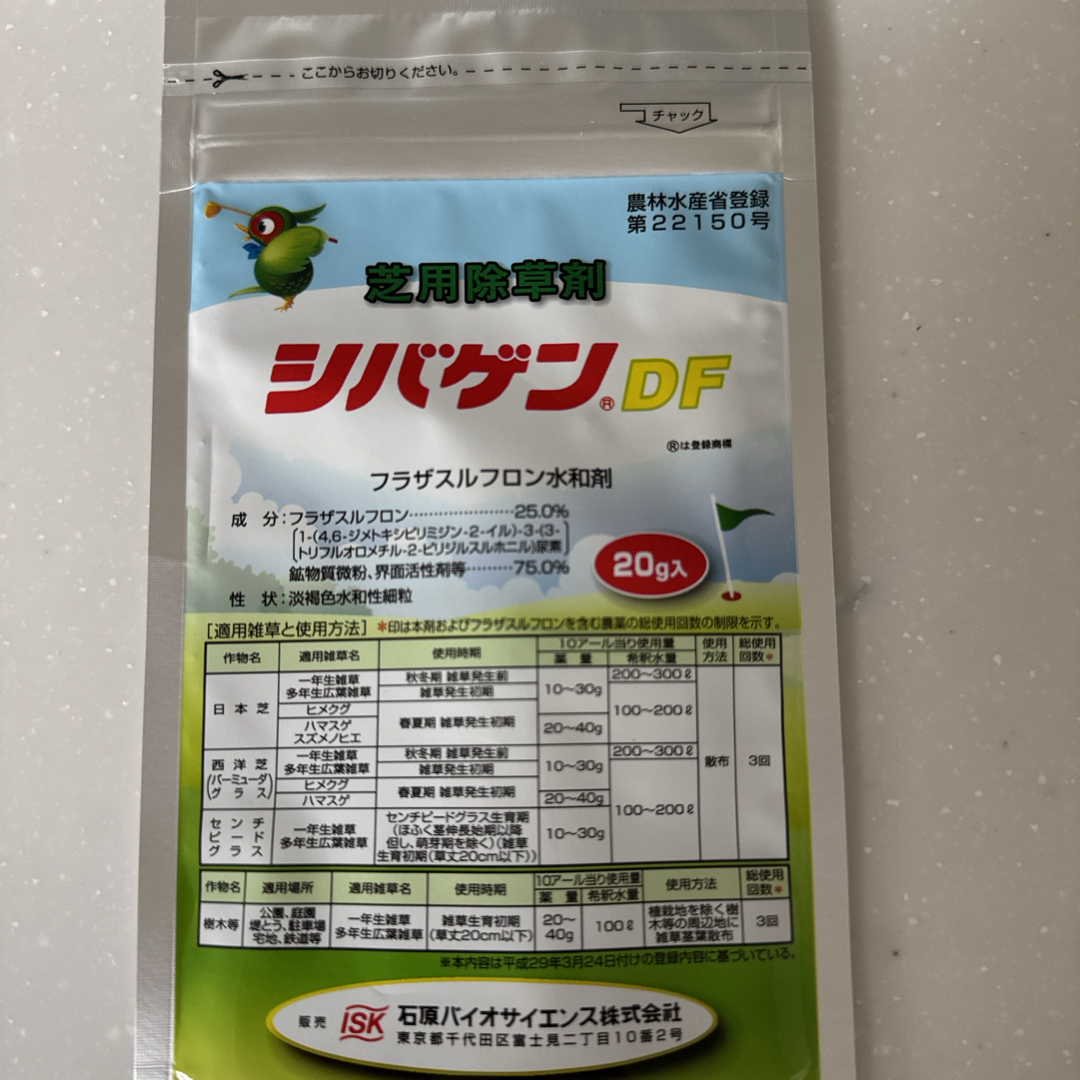 ここからお切りください。
チャック
農林水産省登録
第22150号
芝用除草剤
シバゲン®DF
®は登録商標
フラザスルフロン水和剤
成 分:フラザスルフロン…………………25.0%
1-(4,6-ジメトキシピリミジン-2-イル)-3-(3-
トリフルオロメチル-2-ピリジルスルホニル)尿素
鉱物質微粉、界面活性剤等………75.0%
20g入
性 状:淡褐色水和性細粒
[適用雑草と使用方法] *印は本剤およびフラザスルフロンを含む農薬の総使用回数の制限を示す。
作物名 適用雑草名 使用時期 10アール当り使用量 薬 量 希釈水量 使用方法 総使用回数*
日本芝 一年生雑草 多年生広葉雑草 秋冬期 雑草発生前 10〜30g 200〜300ℓ 散布 3回
雑草発生初期 100〜200ℓ
ヒメクグ 春夏期 雑草発生初期
ハマスゲ スズメノヒエ 20〜40g
西洋芝(バーミューダグラス) 一年生雑草 多年生広葉雑草 秋冬期 雑草発生前 10〜30g 200〜300ℓ
雑草発生初期 100〜200ℓ
ヒメクグ 春夏期 雑草発生初期
ハマスゲ 20〜40g
センチピードグラス 一年生雑草 多年生広葉雑草 センチピードグラス生育期(ほふく茎伸長始期以降但し、萌芽期を除く)(雑草生育初期(草丈20cm以下)) 10〜30g
作物名 適用場所 適用雑草名 使用時期 10アール当り使用量 薬 量 希釈水量 使用方法 総使用回数*
樹木等 公園、庭園 堤とう、駐車場 宅地、鉄道等 一年生雑草 多年生広葉雑草 雑草生育初期(草丈20cm以下) 20〜40g 100ℓ 植栽地を除く樹木等の周辺地に雑草茎葉散布 3回
※本内容は平成29年3月24日付けの登録内容に基づいている。
販売 ISK 石原バイオサイエンス株式会社
東京都千代田区富士見二丁目10番2号